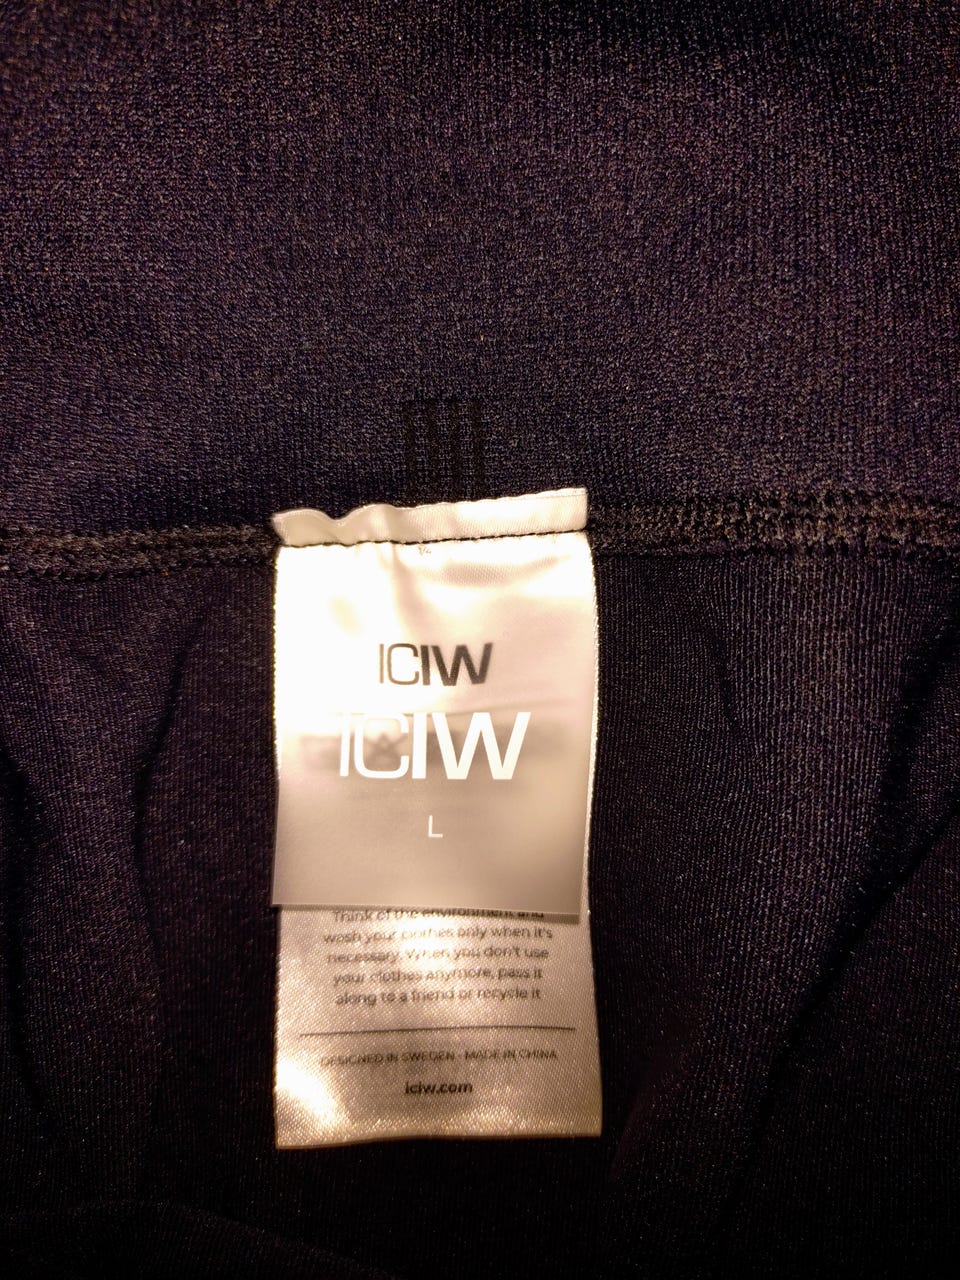 ICIW
ICIW
L
Think of the environment and
wash your clothes only when it's
necessary. When you don't use
your clothes anymore, pass it
along to a friend or recycle it
DESIGNED IN SWEDEN - MADE IN CHINA
iciw.com